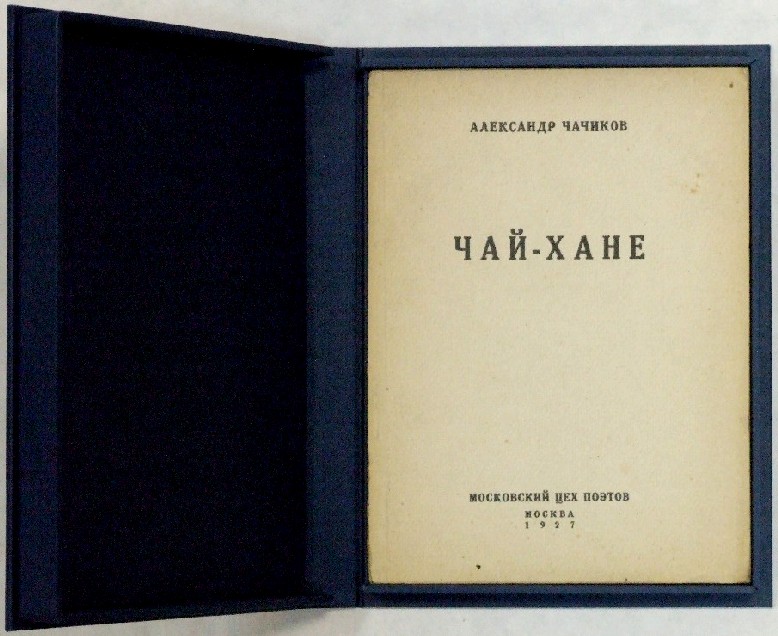 АЛЕКСАНДР ЧАЧИКОВ
ЧАЙ-ХАНЕ
МОСКОВСКИЙ ЦЕХ ПОЭТОВ
МОСКВА
1927